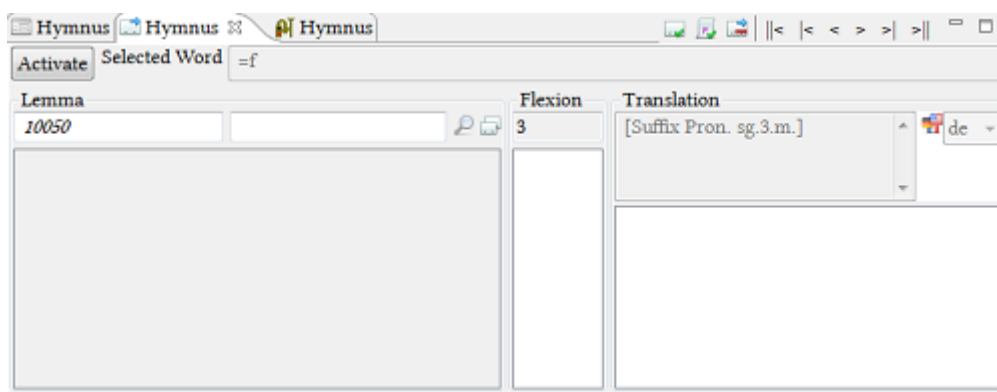 Hymnus Hymnus Hymnus ||< |< < > >| >||
Activate Selected Word =f
Lemma Flexion Translation
10050 3 [Suffix Pron. sg.3.m.] de